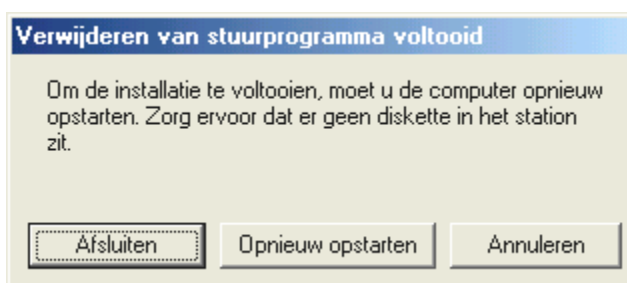 Verwijderen van stuurprogramma voltooid
Om de installatie te voltooien, moet u de computer opnieuw
opstarten. Zorg ervoor dat er geen diskette in het station
zit.
Afsluiten Opnieuw opstarten Annuleren